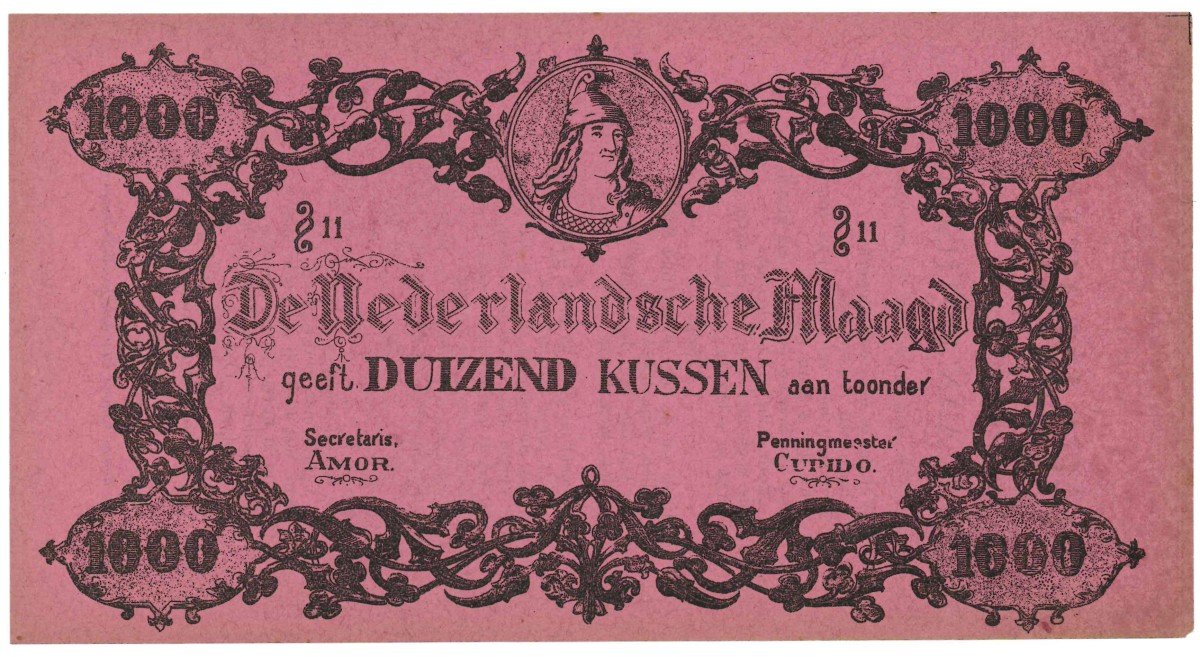 1000 1000
§ 11 § 11
De Nederlandsche Maagd
geeft DUIZEND KUSSEN aan toonder
Secretaris, Penningmeester
AMOR. CUPIDO.
1000 1000